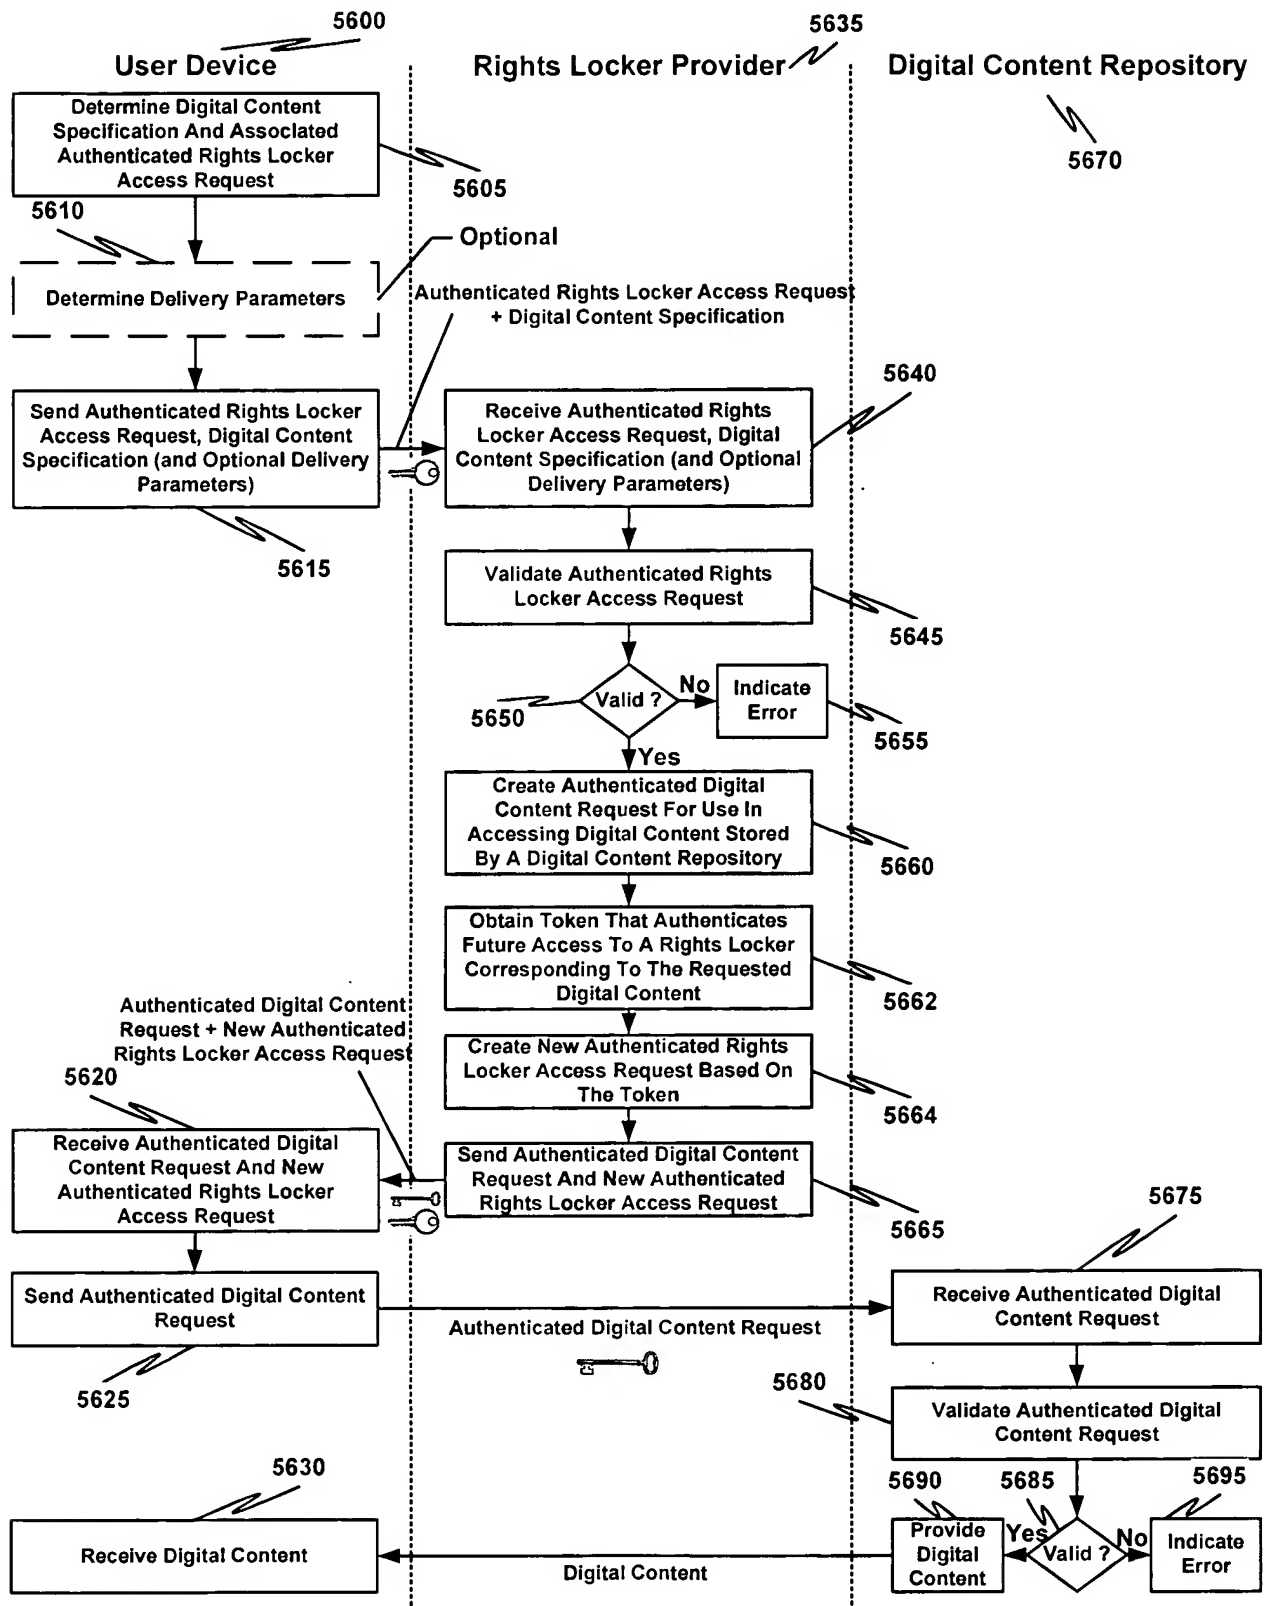 5600
5635
User Device
Rights Locker Provider
Digital Content Repository
5670
Determine Digital Content
Specification And Associated
Authenticated Rights Locker
Access Request
5605
5610
Optional
Determine Delivery Parameters
Authenticated Rights Locker Access Request
+ Digital Content Specification
Send Authenticated Rights Locker
Access Request, Digital Content
Specification (and Optional Delivery
Parameters)
5615
5640
Receive Authenticated Rights
Locker Access Request, Digital
Content Specification (and Optional
Delivery Parameters)
Validate Authenticated Rights
Locker Access Request
5645
Valid ?
5650
No
Indicate
Error
5655
Yes
Create Authenticated Digital
Content Request For Use In
Accessing Digital Content Stored
By A Digital Content Repository
5660
Obtain Token That Authenticates
Future Access To A Rights Locker
Corresponding To The Requested
Digital Content
5662
Create New Authenticated Rights
Locker Access Request Based On
The Token
5664
Authenticated Digital Content
Request + New Authenticated
Rights Locker Access Request
Send Authenticated Digital Content
Request And New Authenticated
Rights Locker Access Request
5665
5620
Receive Authenticated Digital
Content Request And New
Authenticated Rights Locker
Access Request
Send Authenticated Digital Content
Request
5625
Authenticated Digital Content Request
5675
Receive Authenticated Digital
Content Request
5680
Validate Authenticated Digital
Content Request
5690
5685
5695
Provide
Digital
Content
Yes
Valid ?
No
Indicate
Error
Digital Content
5630
Receive Digital Content